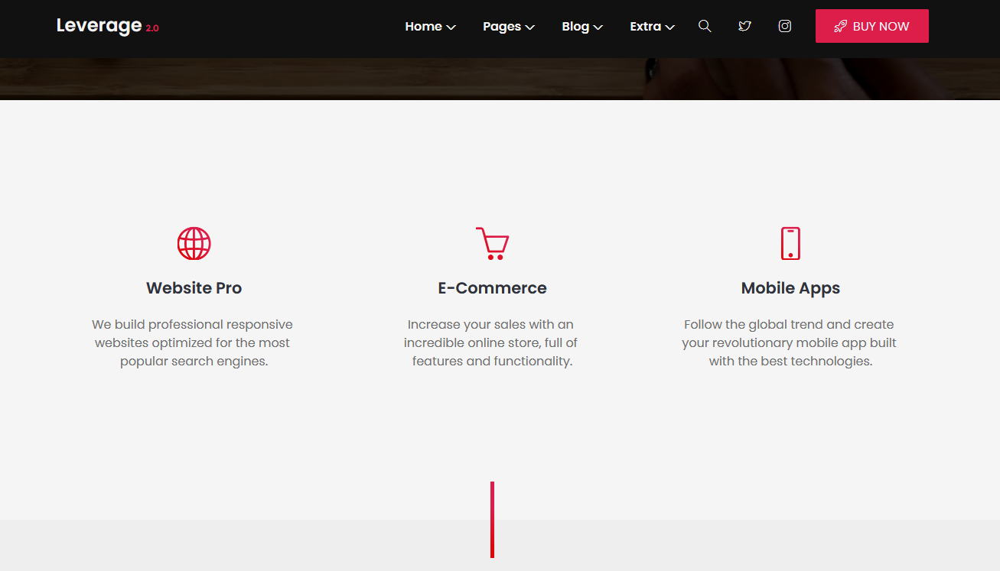 Leverage 2.0
Home Pages Blog Extra BUY NOW
Website Pro
We build professional responsive
websites optimized for the most
popular search engines.
E-Commerce
Increase your sales with an
incredible online store, full of
features and functionality.
Mobile Apps
Follow the global trend and create
your revolutionary mobile app built
with the best technologies.